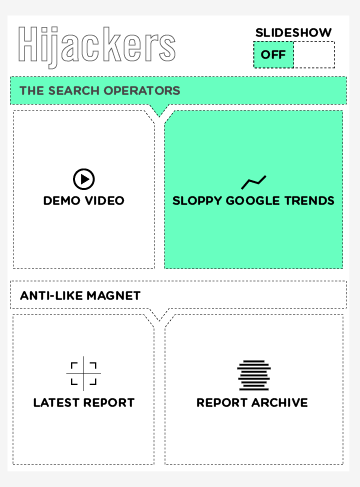 Hijackers
SLIDESHOW
OFF
THE SEARCH OPERATORS
DEMO VIDEO
SLOPPY GOOGLE TRENDS
ANTI-LIKE MAGNET
LATEST REPORT
REPORT ARCHIVE